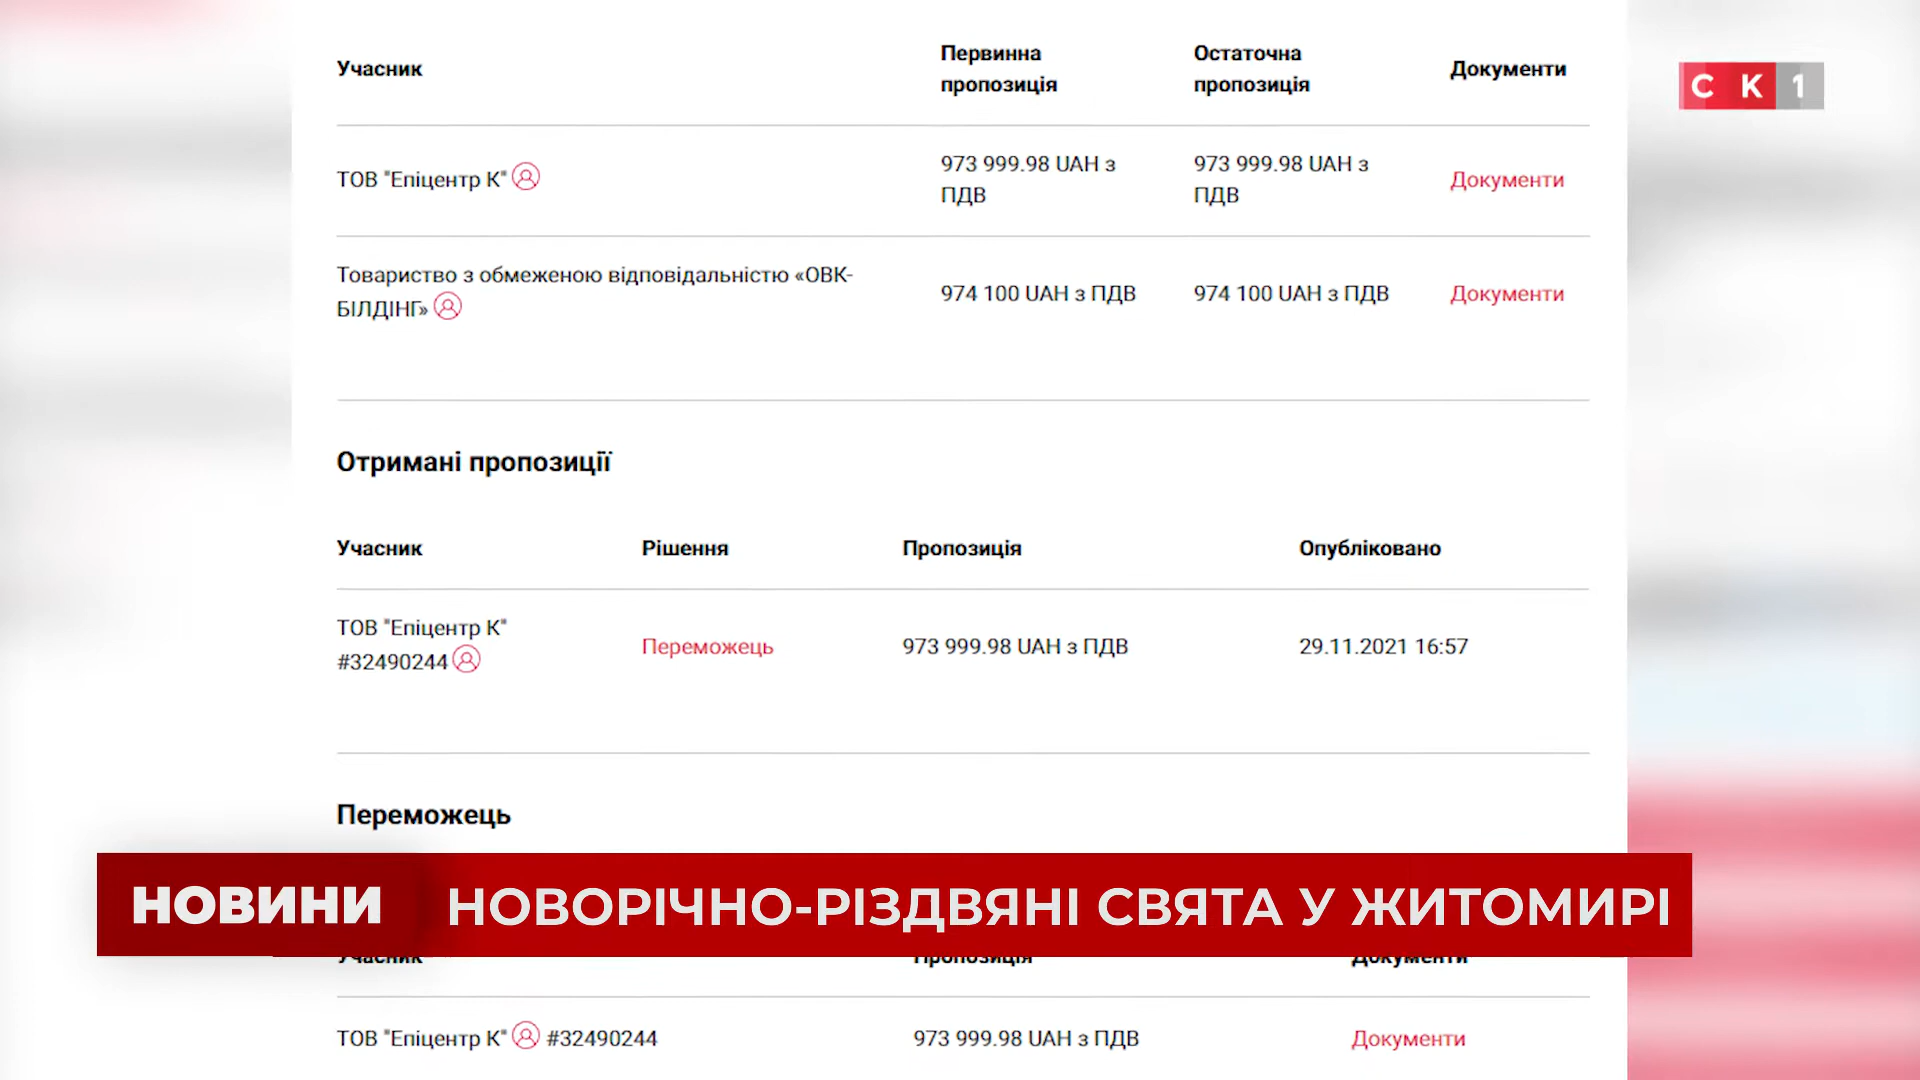 Учасник
Первинна пропозиція
Остаточна пропозиція
Документи
СК1
ТОВ "Епіцентр К"
973 999.98 UAH з ПДВ
973 999.98 UAH з ПДВ
Документи
Товариство з обмеженою відповідальністю «ОВК-
БІЛДІНГ»
974 100 UAH з ПДВ
974 100 UAH з ПДВ
Документи
Отримані пропозиції
Учасник
Рішення
Пропозиція
Опубліковано
ТОВ "Епіцентр К"
#32490244
Переможець
973 999.98 UAH з ПДВ
29.11.2021 16:57
Переможець
НОВИНИ
НОВОРІЧНО-РІЗДВЯНІ СВЯТА У ЖИТОМИРІ
Учасник
Пропозиція
Документи
ТОВ "Епіцентр К" #32490244
973 999.98 UAH з ПДВ
Документи